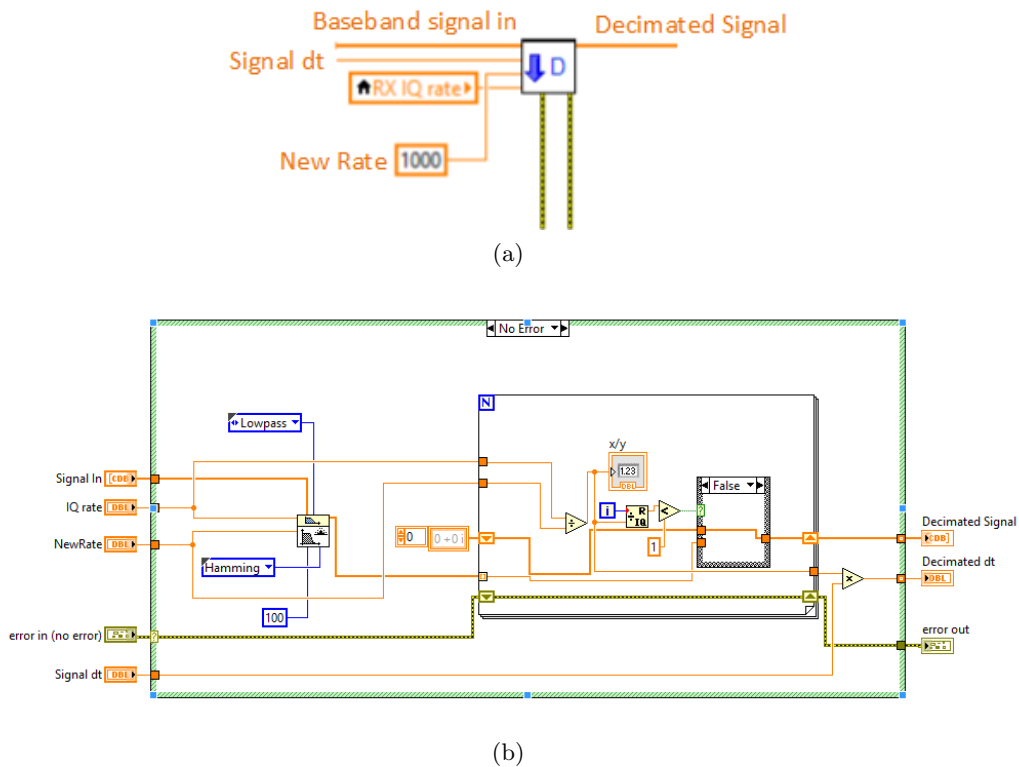 Baseband signal in
Decimated Signal
Signal dt
D
RX IQ rate
New Rate 1000
(a)
No Error
N
Lowpass
x/y
1.23
DBL
False
Signal In [CDB]
i
R
IQ
<
?
IQ rate DBL
÷
Decimated Signal
0
0 +0 i
CDB]
NewRate DBL
1
Decimated dt
Hamming
×
DBL
100
error in (no error)
?
error out
Signal dt DBL
(b)